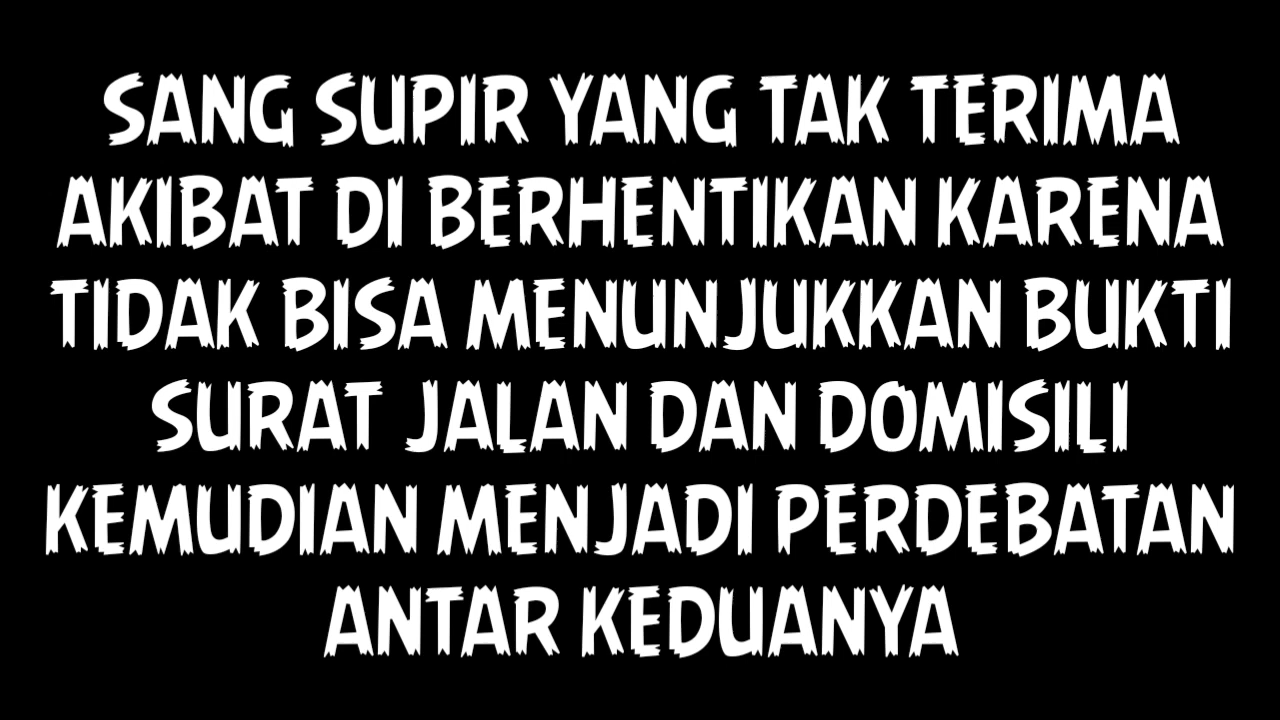 SANG SUPIR YANG TAK TERIMA
AKIBAT DI BERHENTIKAN KARENA
TIDAK BISA MENUNJUKKAN BUKTI
SURAT JALAN DAN DOMISILI
KEMUDIAN MENJADI PERDEBATAN
ANTAR KEDUANYA